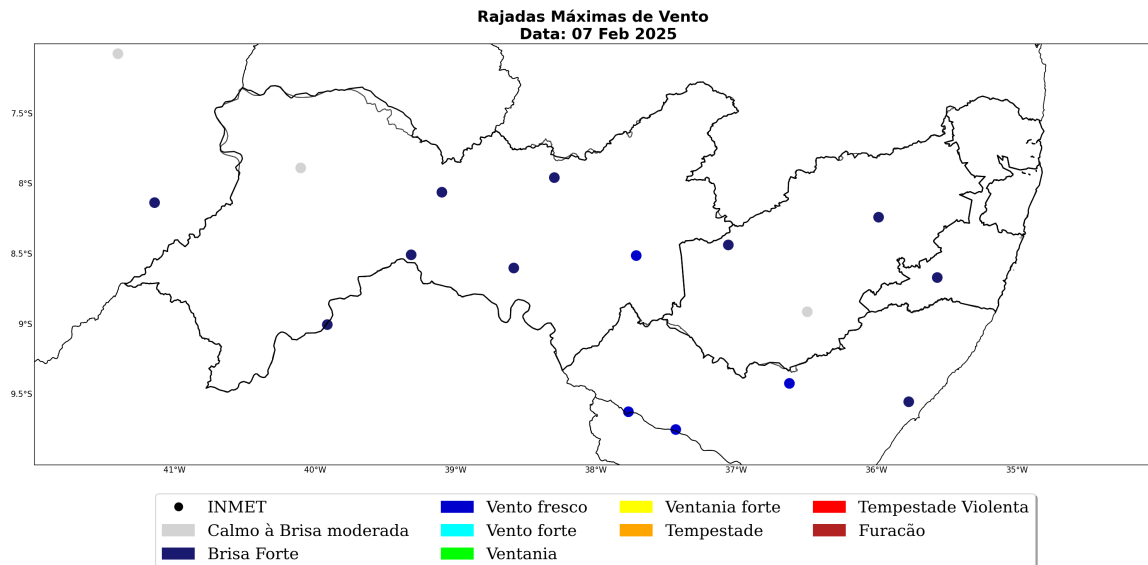 Rajadas Máximas de Vento
Data: 07 Feb 2025
7.5°S
8°S
8.5°S
9°S
9.5°S
41°W 40°W 39°W 38°W 37°W 36°W 35°W
INMET Vento fresco Ventania forte Tempestade Violenta
Calmo à Brisa moderada Vento forte Tempestade Furacão
Brisa Forte Ventania